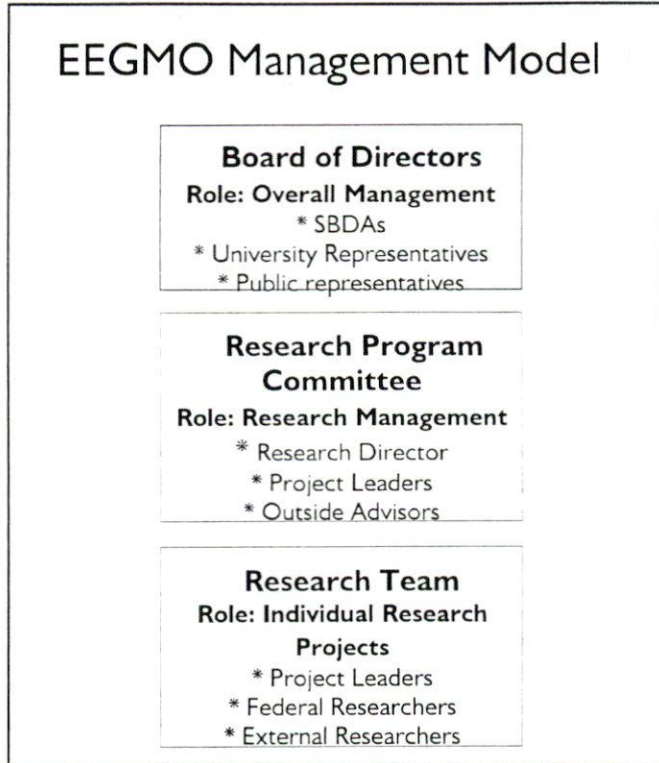 EEGMO Management Model
Board of Directors
Role: Overall Management
* SBDAs
* University Representatives
* Public representatives
Research Program
Committee
Role: Research Management
* Research Director
* Project Leaders
* Outside Advisors
Research Team
Role: Individual Research
Projects
* Project Leaders
* Federal Researchers
* External Researchers